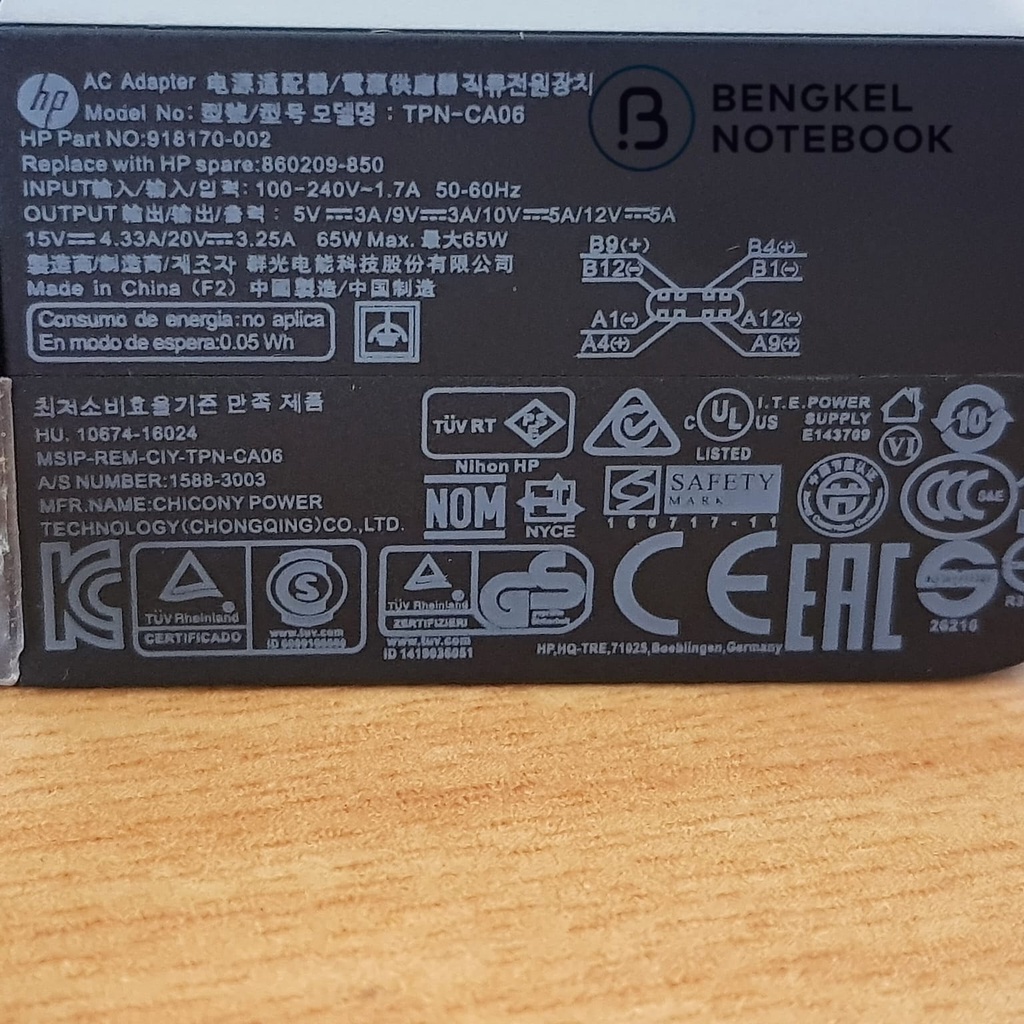 hp
AC Adapter 电源适配器/電源供應器 직류전원장치
Model No: 型號/型号 모델명 : TPN-CA06
HP Part NO:918170-002
Replace with HP spare:860209-850
INPUT輸入/输入/입력: 100-240V~1.7A 50-60Hz
OUTPUT 輸出/输出/출력 : 5V⎓3A/9V⎓3A/10V⎓5A/12V⎓5A
15V⎓4.33A/20V⎓3.25A 65W Max. 最大65W
製造商/制造商/제조자 群光电能科技股份有限公司
Made in China (F2) 中國製造/中国制造
Consumo de energia:no aplica
En modo de espera:0.05 Wh
BENGKEL
NOTEBOOK
B9(+) B4(+)
B12(-) B1(-)
A1(-) A12(-)
A4(+) A9(+)
최저소비효율기준 만족 제품
HU. 10674-16024
MSIP-REM-CIY-TPN-CA06
A/S NUMBER:1588-3003
MFR.NAME:CHICONY POWER
TECHNOLOGY(CHONGQING)CO.,LTD.
TÜV RT PSE
Nihon HP
C UL US
LISTED
I.T.E.POWER
SUPPLY
E143709
VI
10
NOM
NYCE
SAFETY
MARK
160717-11
CCC S&E
KC
TÜV Rheinland
CERTIFICADO
S
www.tuv.com
TÜV Rheinland
ZERTIFIZIERT
GS
www.tuv.com
ID 1419036051
CE
EAC
HP,HQ-TRE,71025,Boeblingen,Germany
26216